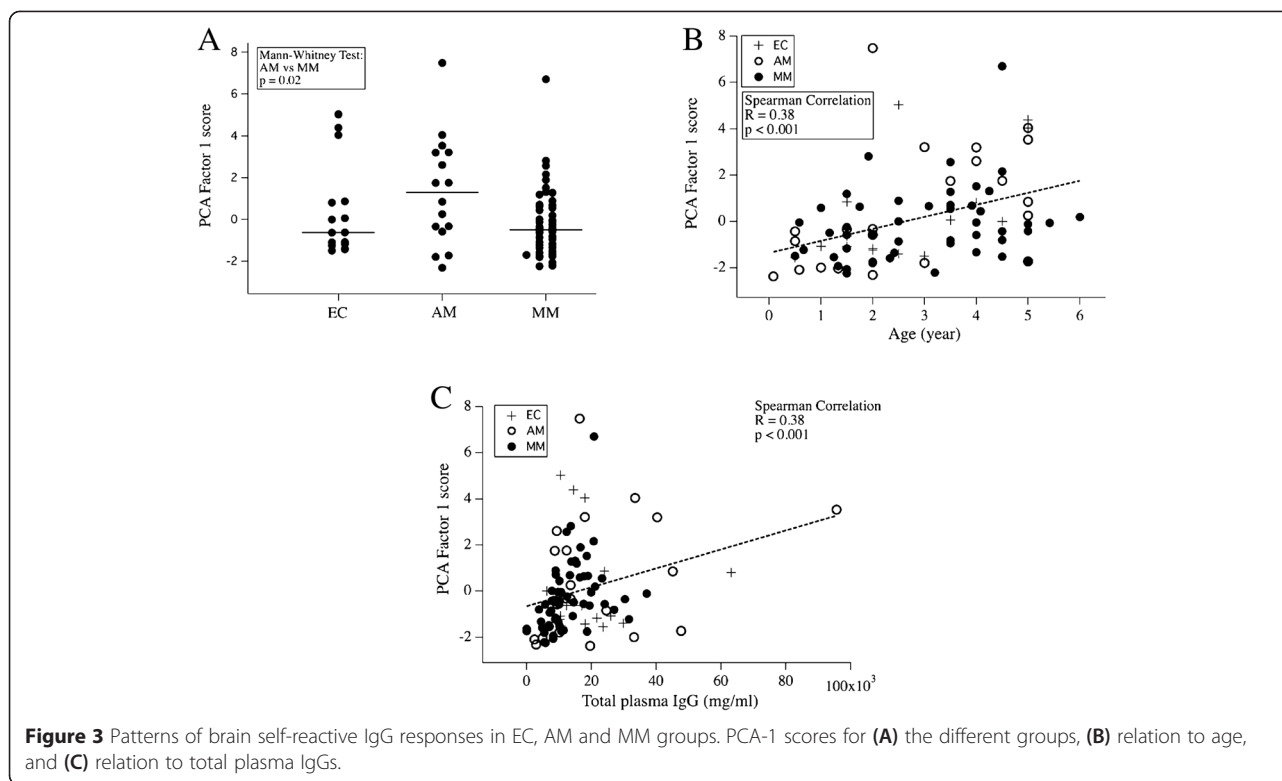 A
Mann-Whitney Test:
AM vs MM
p = 0.02
PCA Factor 1 score
8
6
4
2
0
-2
EC AM MM
B
+ EC
AM
MM
Spearman Correlation
R = 0.38
p < 0.001
PCA Factor 1 score
8
6
4
2
0
-2
0 1 2 3 4 5 6
Age (year)
C
+ EC
AM
MM
Spearman Correlation
R = 0.38
p < 0.001
PCA Factor 1 score
8
6
4
2
0
-2
0 20 40 60 80 100x10³
Total plasma IgG (mg/ml)
Figure 3 Patterns of brain self-reactive IgG responses in EC, AM and MM groups. PCA-1 scores for (A) the different groups, (B) relation to age,
and (C) relation to total plasma IgGs.